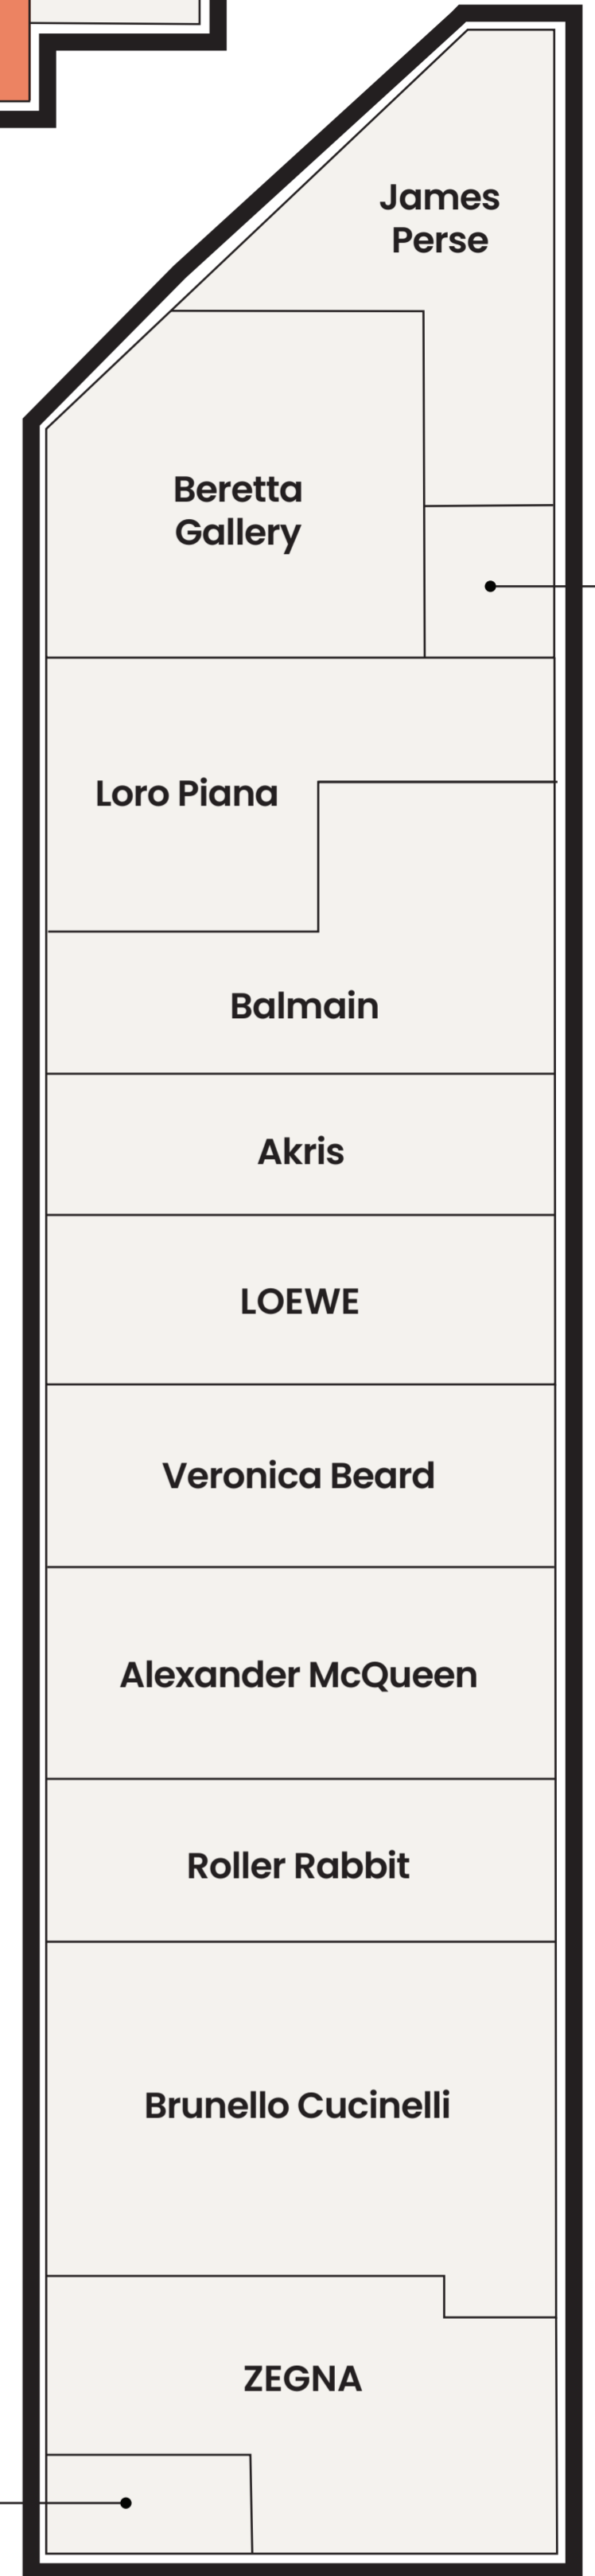 James
Perse
Beretta
Gallery
Loro Piana
Balmain
Akris
LOEWE
Veronica Beard
Alexander McQueen
Roller Rabbit
Brunello Cucinelli
ZEGNA